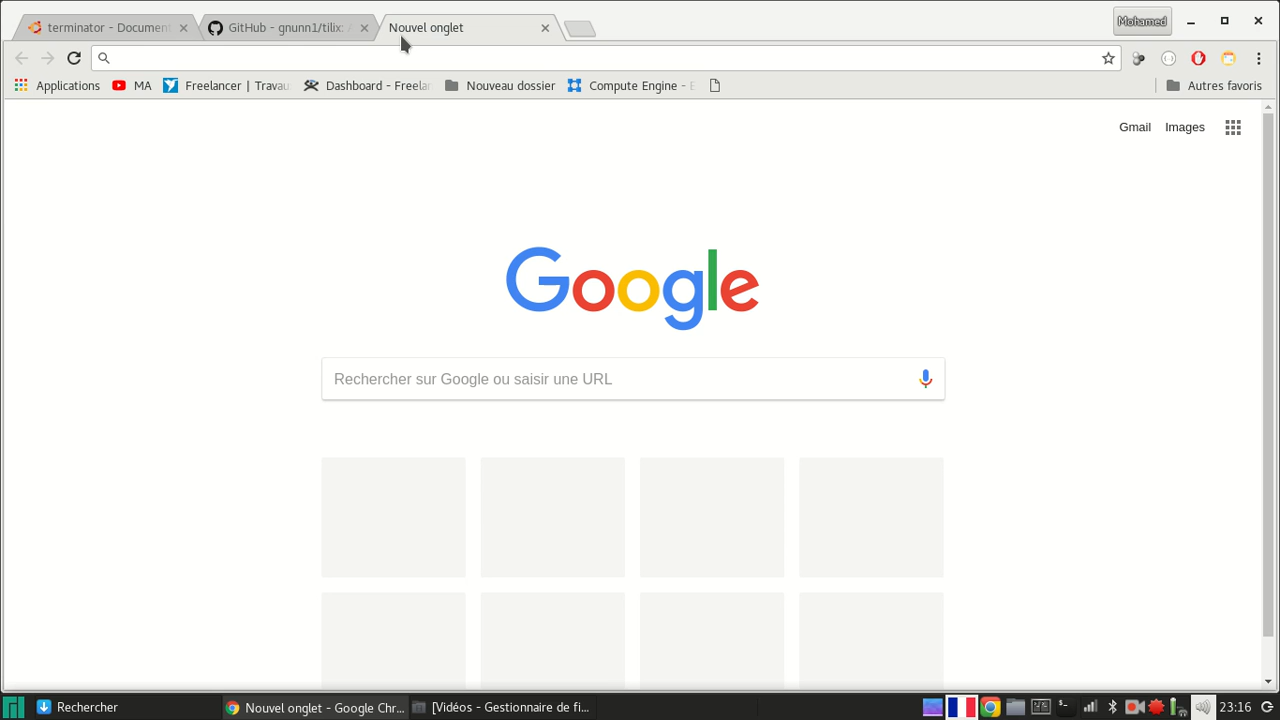 terminator - Document
GitHub - gnunn1/tilix: A
Nouvel onglet
Mohamed
Applications
MA
Freelancer | Travau
Dashboard - Freelan
Nouveau dossier
Compute Engine - E
Autres favoris
Gmail
Images
Google
Rechercher sur Google ou saisir une URL
Rechercher
Nouvel onglet - Google Chr...
[Vidéos - Gestionnaire de fi...
23:16